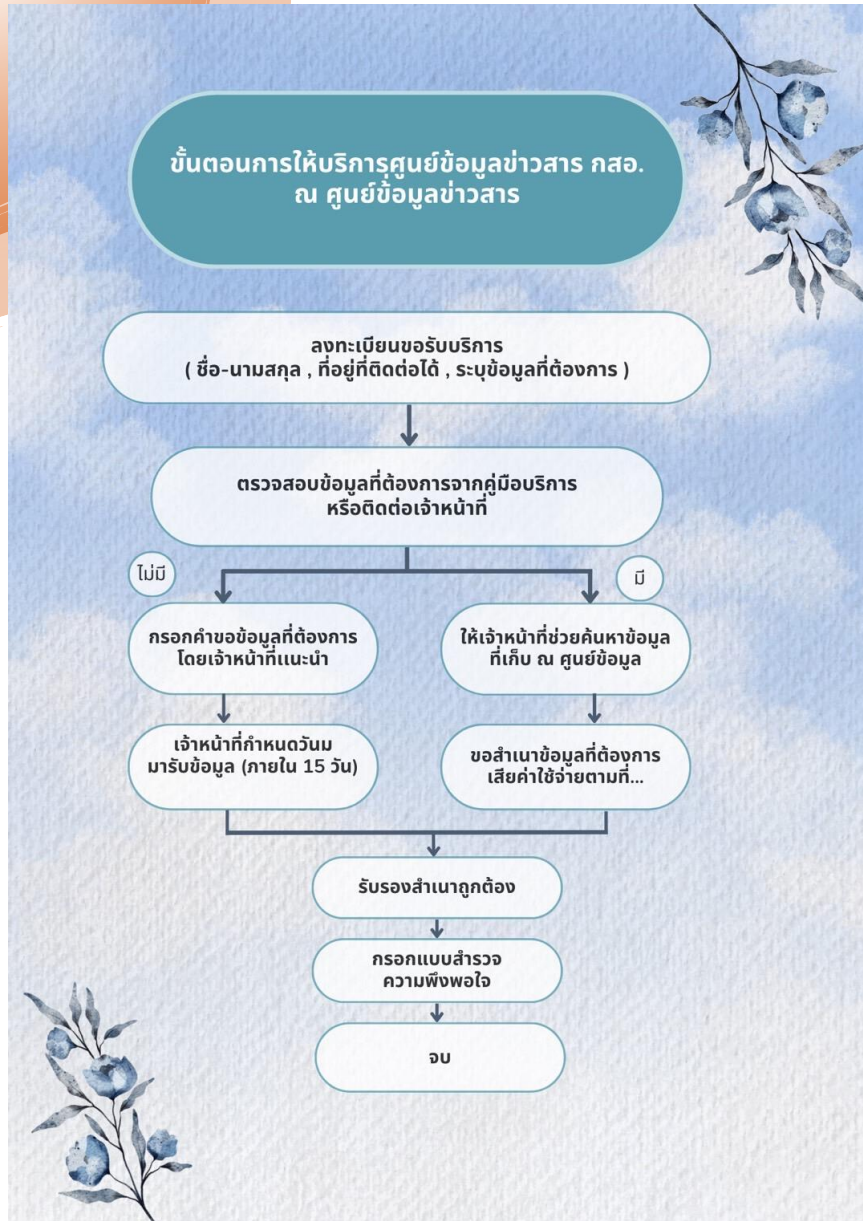 ขั้นตอนการให้บริการศูนย์ข้อมูลข่าวสาร กสอ.
ณ ศูนย์ข้อมูลข่าวสาร
ลงทะเบียนขอรับบริการ
( ชื่อ-นามสกุล , ที่อยู่ที่ติดต่อได้ , ระบุข้อมูลที่ต้องการ )
ตรวจสอบข้อมูลที่ต้องการจากคู่มือบริการ
หรือติดต่อเจ้าหน้าที่
ไม่มี
มี
กรอกคำขอข้อมูลที่ต้องการ
โดยเจ้าหน้าที่แนะนำ
ให้เจ้าหน้าที่ช่วยค้นหาข้อมูล
ที่เก็บ ณ ศูนย์ข้อมูล
เจ้าหน้าที่กำหนดวันม
มารับข้อมูล (ภายใน 15 วัน)
ขอสำเนาข้อมูลที่ต้องการ
เสียค่าใช้จ่ายตามที่...
รับรองสำเนาถูกต้อง
กรอกแบบสำรวจ
ความพึงพอใจ
จบ